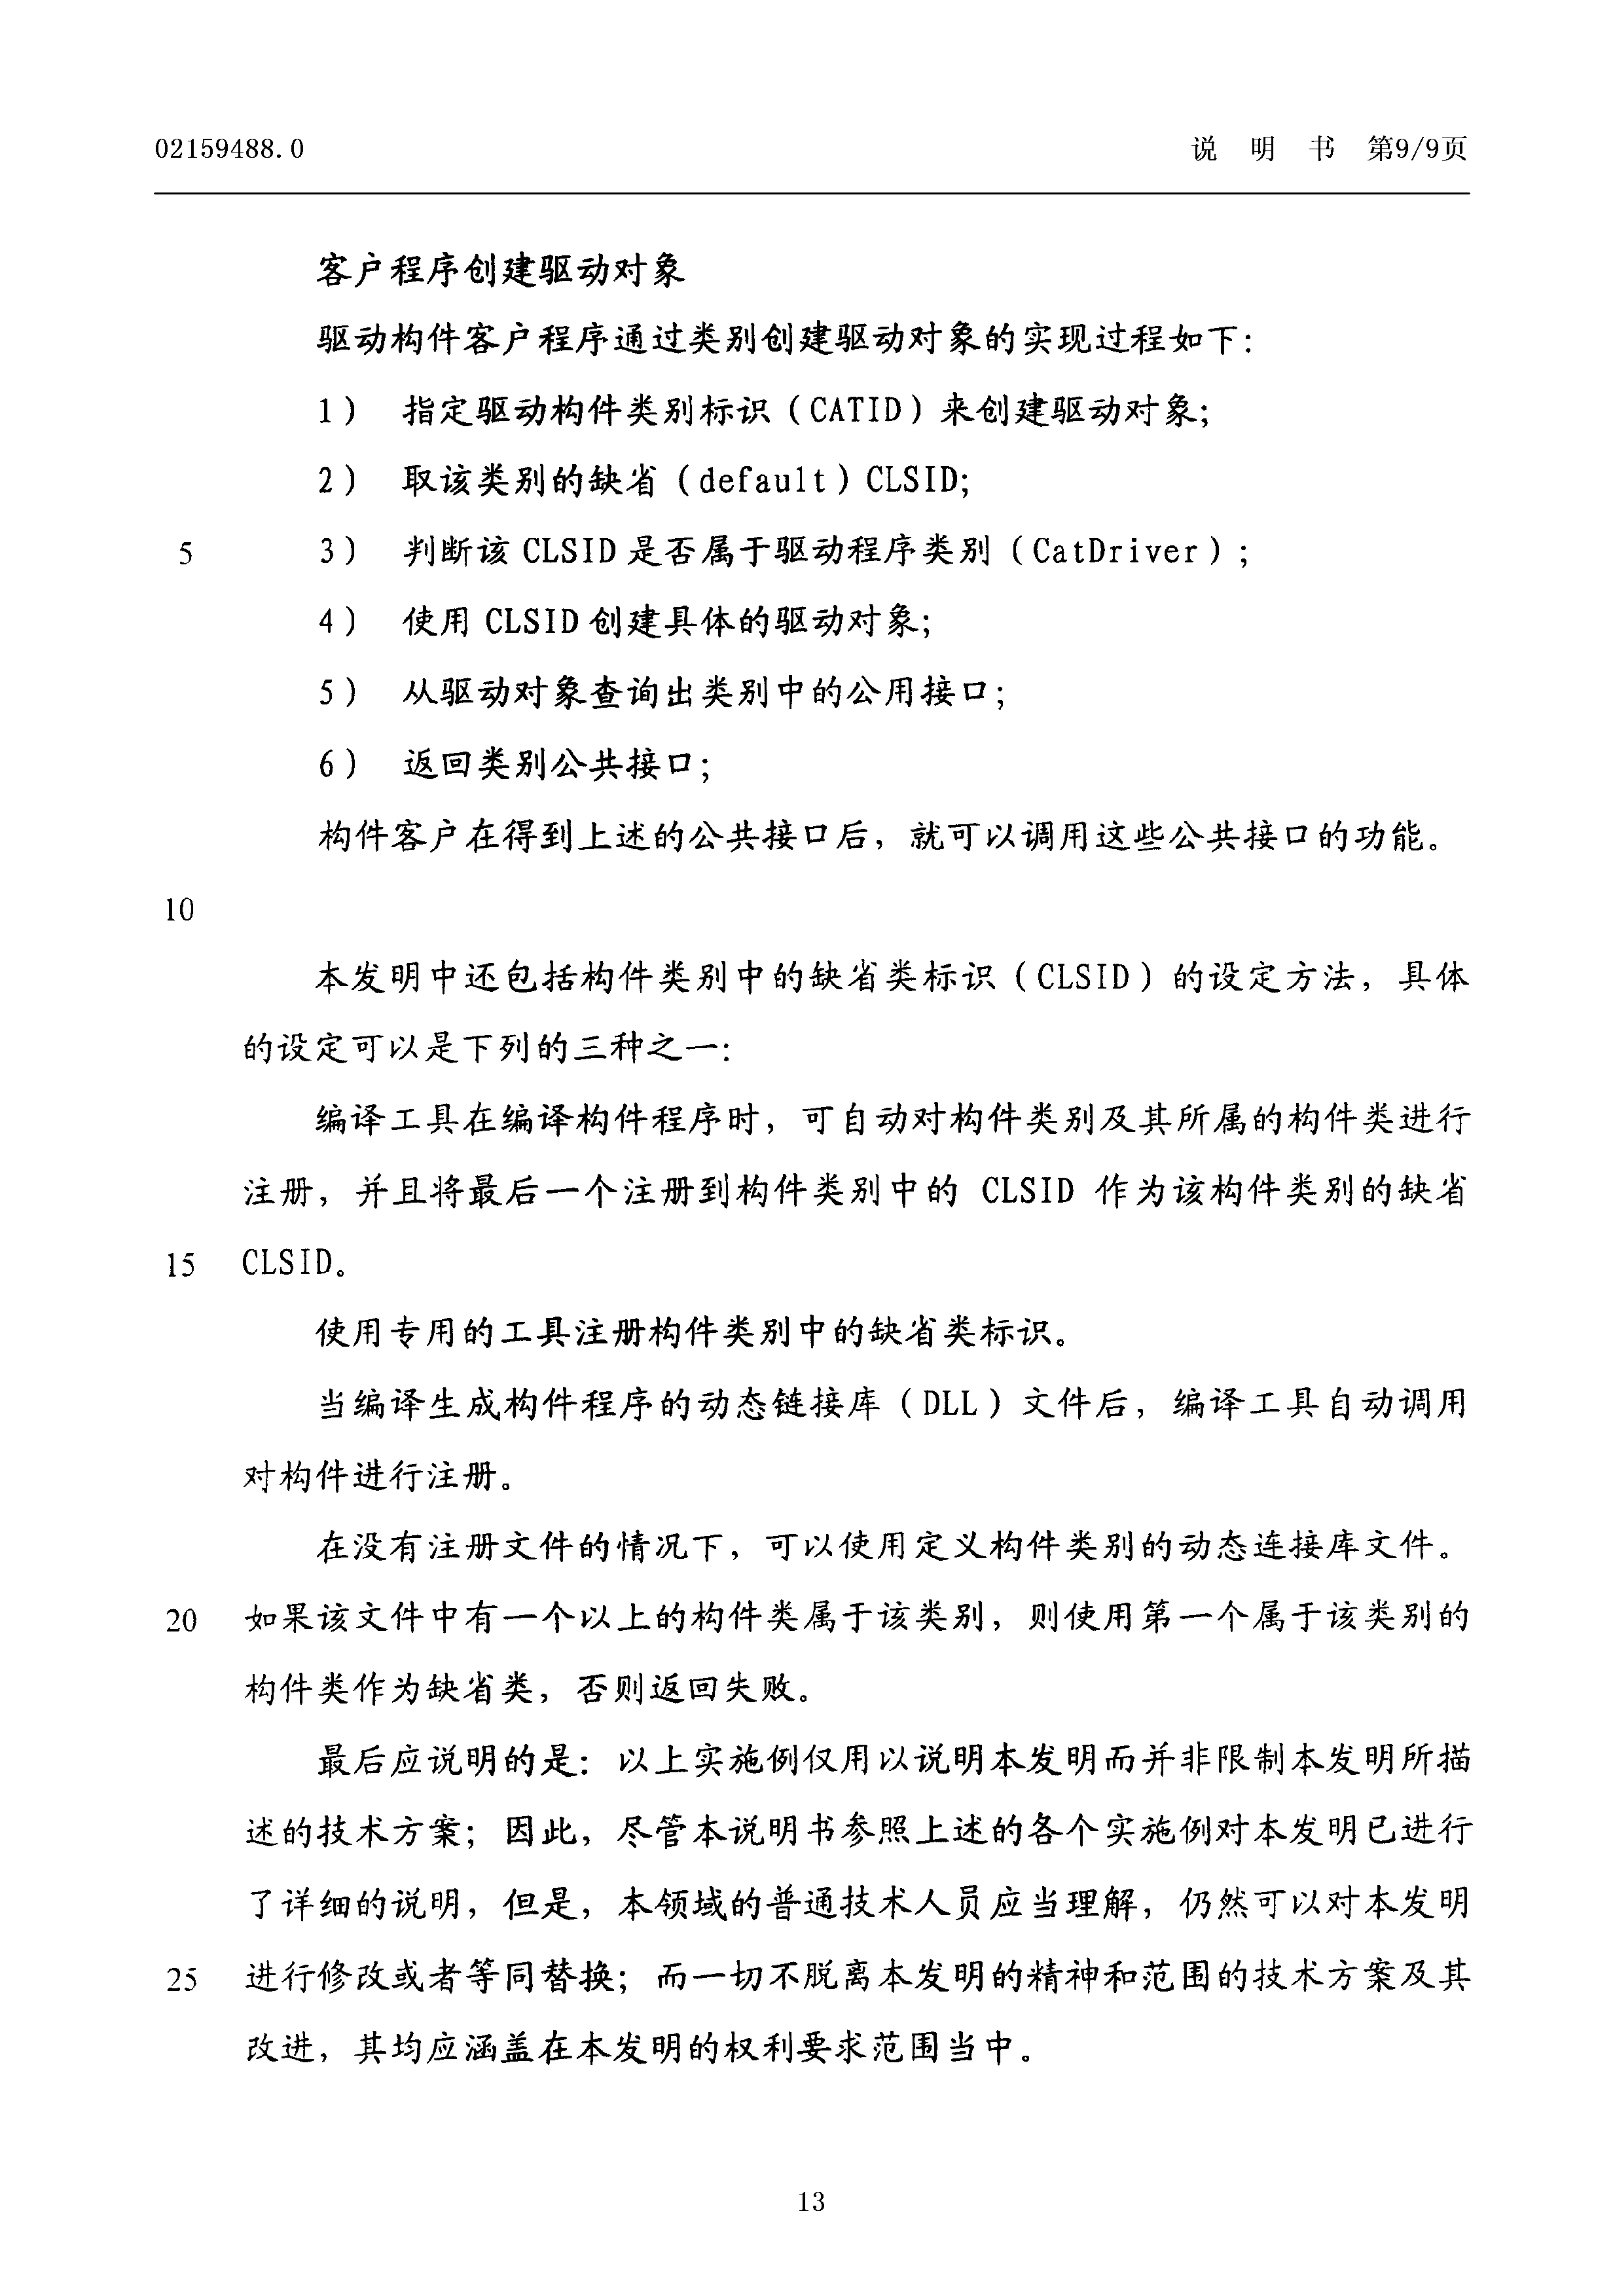 02159488.0 说 明 书 第9/9页
客户程序创建驱动对象
驱动构件客户程序通过类别创建驱动对象的实现过程如下：
1） 指定驱动构件类别标识（CATID）来创建驱动对象；
2） 取该类别的缺省（default）CLSID；
5 3） 判断该 CLSID 是否属于驱动程序类别（CatDriver）；
4） 使用 CLSID 创建具体的驱动对象；
5） 从驱动对象查询出类别中的公用接口；
6） 返回类别公共接口；
构件客户在得到上述的公共接口后，就可以调用这些公共接口的功能。
10
本发明中还包括构件类别中的缺省类标识（CLSID）的设定方法，具体
的设定可以是下列的三种之一：
编译工具在编译构件程序时，可自动对构件类别及其所属的构件类进行
注册，并且将最后一个注册到构件类别中的 CLSID 作为该构件类别的缺省
15 CLSID。
使用专用的工具注册构件类别中的缺省类标识。
当编译生成构件程序的动态链接库（DLL）文件后，编译工具自动调用
对构件进行注册。
在没有注册文件的情况下，可以使用定义构件类别的动态连接库文件。
20 如果该文件中有一个以上的构件类属于该类别，则使用第一个属于该类别的
构件类作为缺省类，否则返回失败。
最后应说明的是：以上实施例仅用以说明本发明而并非限制本发明所描
述的技术方案；因此，尽管本说明书参照上述的各个实施例对本发明已进行
了详细的说明，但是，本领域的普通技术人员应当理解，仍然可以对本发明
25 进行修改或者等同替换；而一切不脱离本发明的精神和范围的技术方案及其
改进，其均应涵盖在本发明的权利要求范围当中。
13